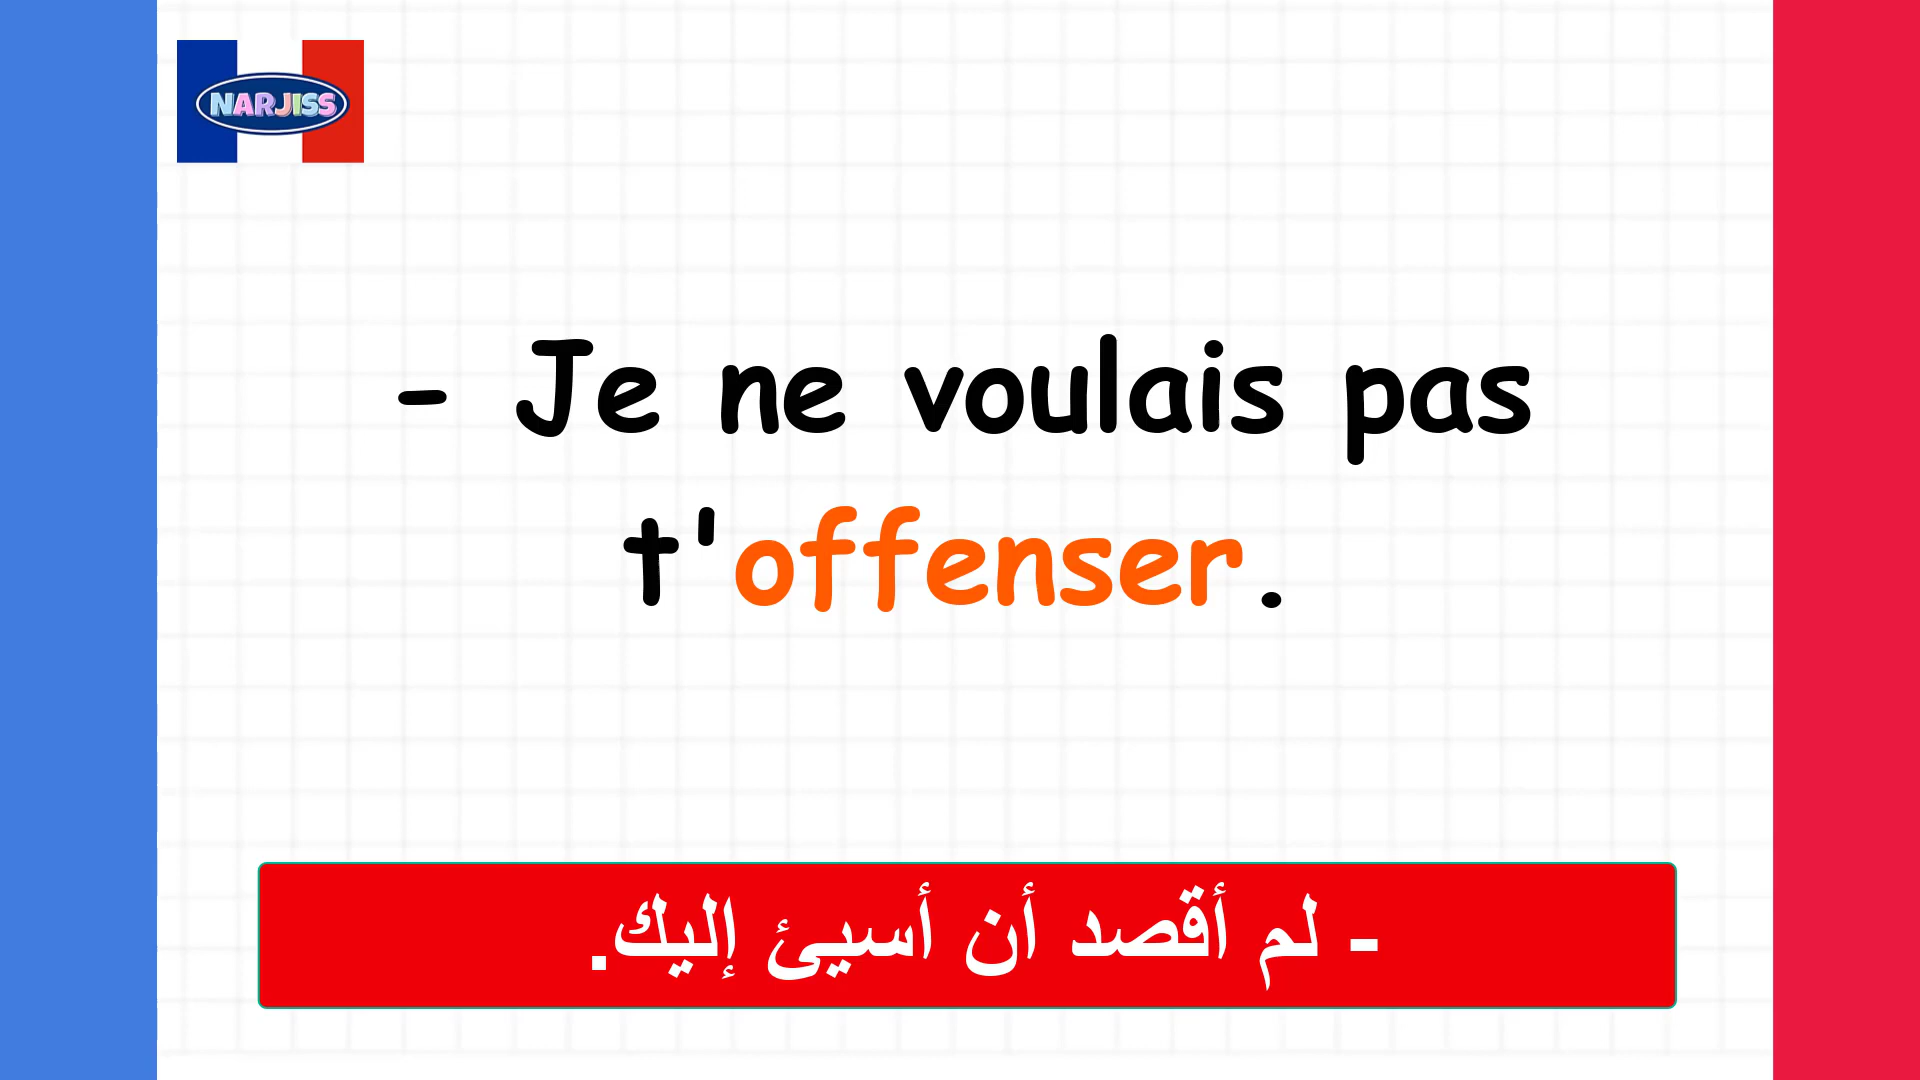 NARJISS
- Je ne voulais pas
t'offenser.
- لم أقصد أن أسيئ إليك.